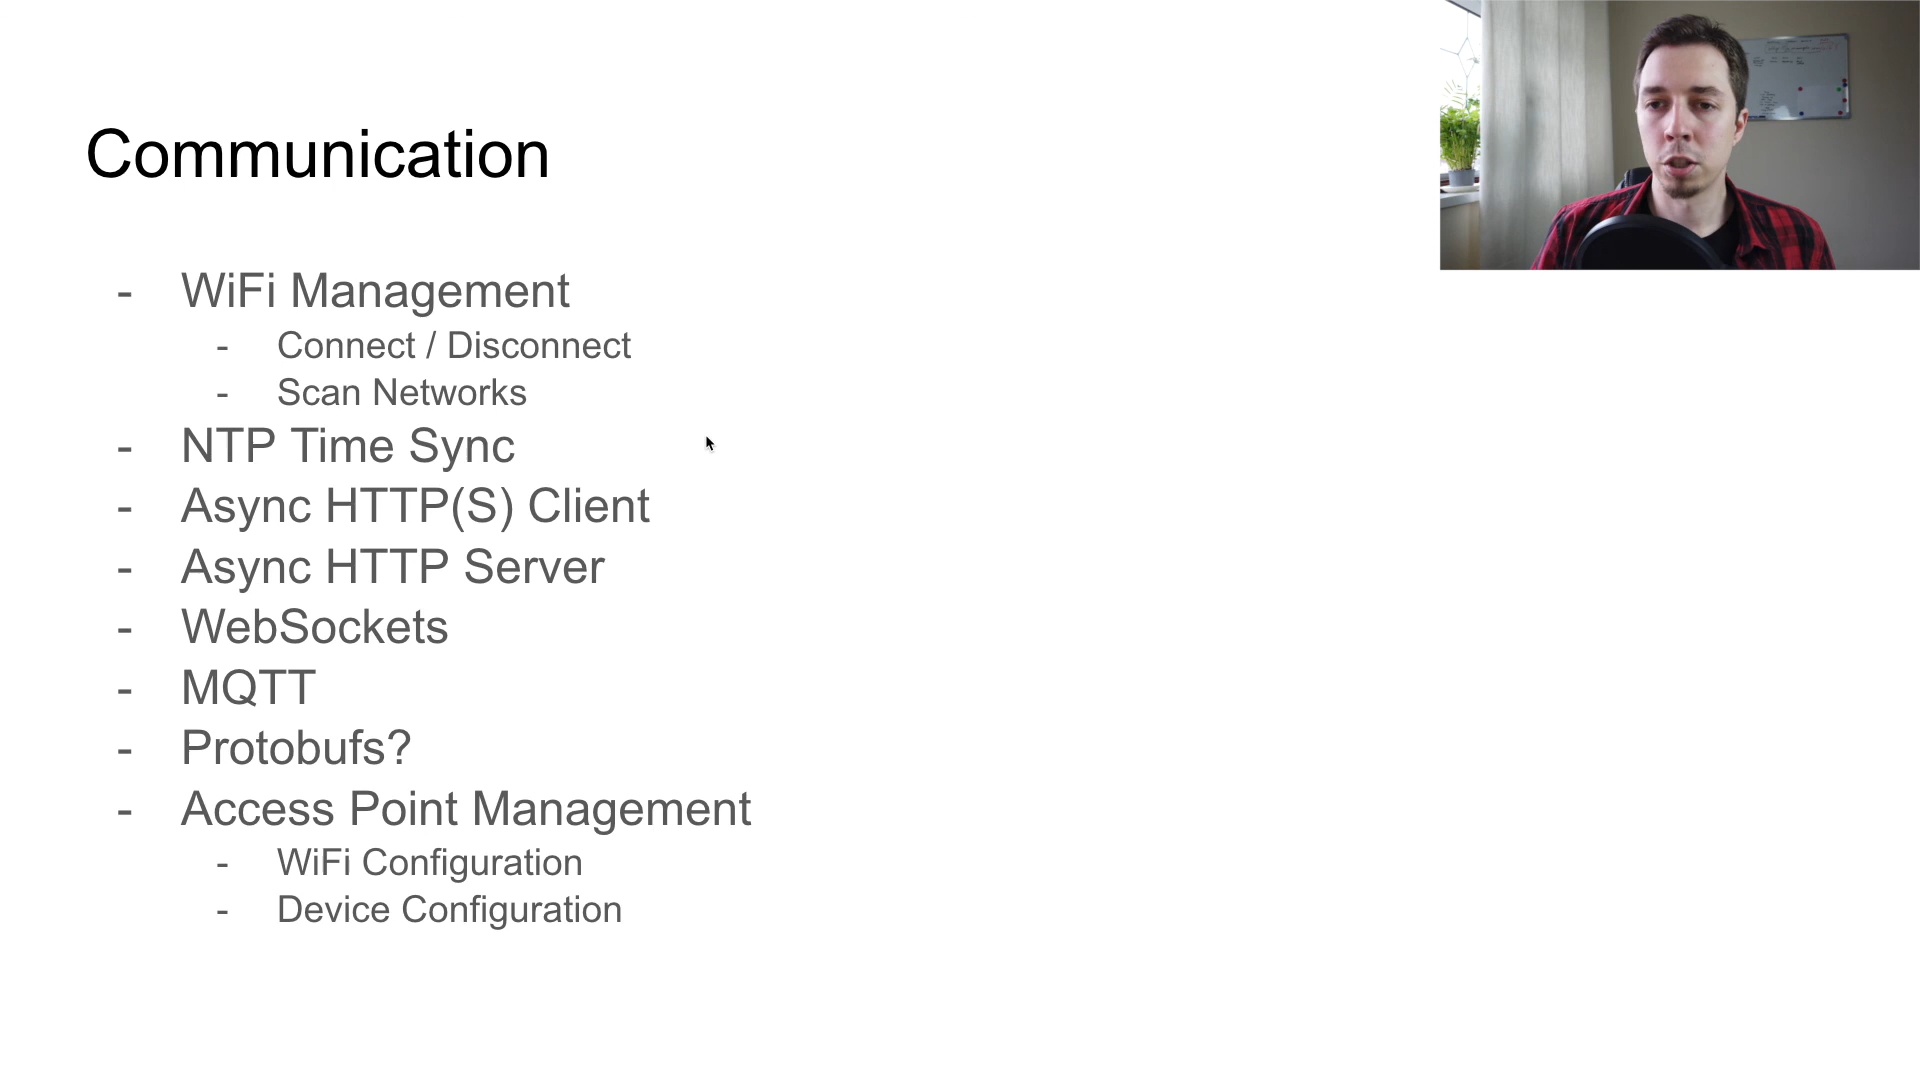 Communication
- WiFi Management
- Connect / Disconnect
- Scan Networks
- NTP Time Sync
- Async HTTP(S) Client
- Async HTTP Server
- WebSockets
- MQTT
- Protobufs?
- Access Point Management
- WiFi Configuration
- Device Configuration